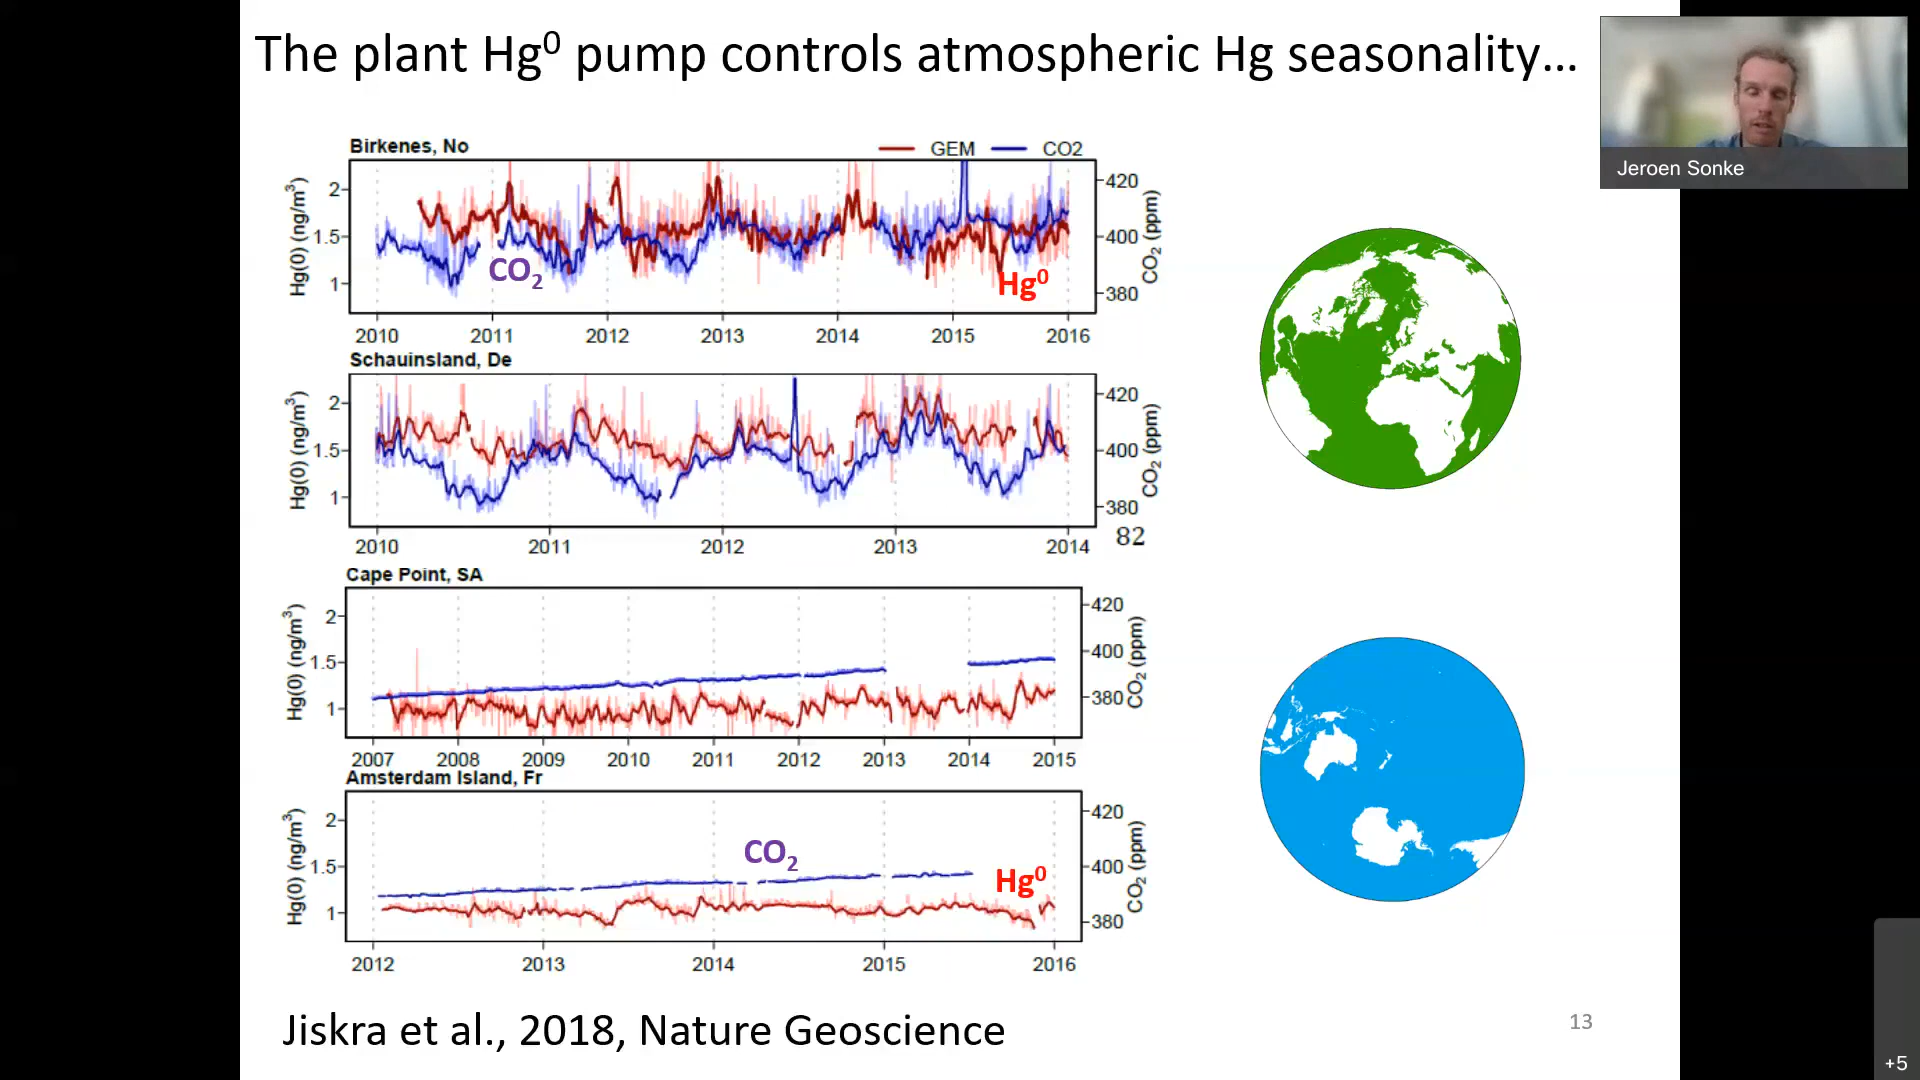 The plant Hg⁰ pump controls atmospheric Hg seasonality…
Jeroen Sonke
Birkenes, No
GEM CO2
Hg(0) (ng/m³)
2
1.5
1
420
400
380
CO₂ (ppm)
CO₂
Hg⁰
2010 2011 2012 2013 2014 2015 2016
Schauinsland, De
Hg(0) (ng/m³)
2
1.5
1
420
400
380
CO₂ (ppm)
82
2010 2011 2012 2013 2014
Cape Point, SA
Hg(0) (ng/m³)
2
1.5
1
420
400
380
CO₂ (ppm)
2007 2008 2009 2010 2011 2012 2013 2014 2015
Amsterdam Island, Fr
Hg(0) (ng/m³)
2
1.5
1
420
400
380
CO₂ (ppm)
CO₂
Hg⁰
2012 2013 2014 2015 2016
Jiskra et al., 2018, Nature Geoscience
13
+5